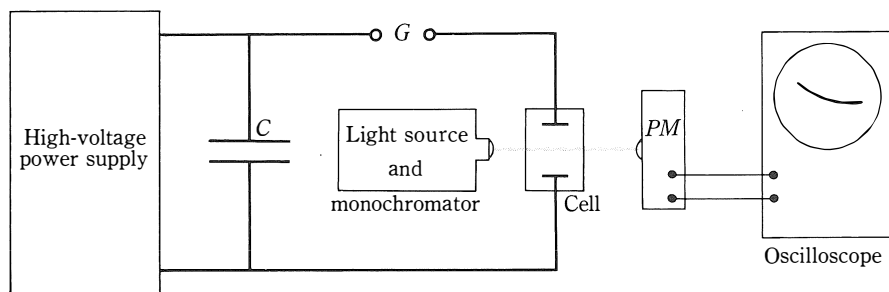 High-voltage
power supply
C
G
Light source
and
monochromator
Cell
PM
Oscilloscope